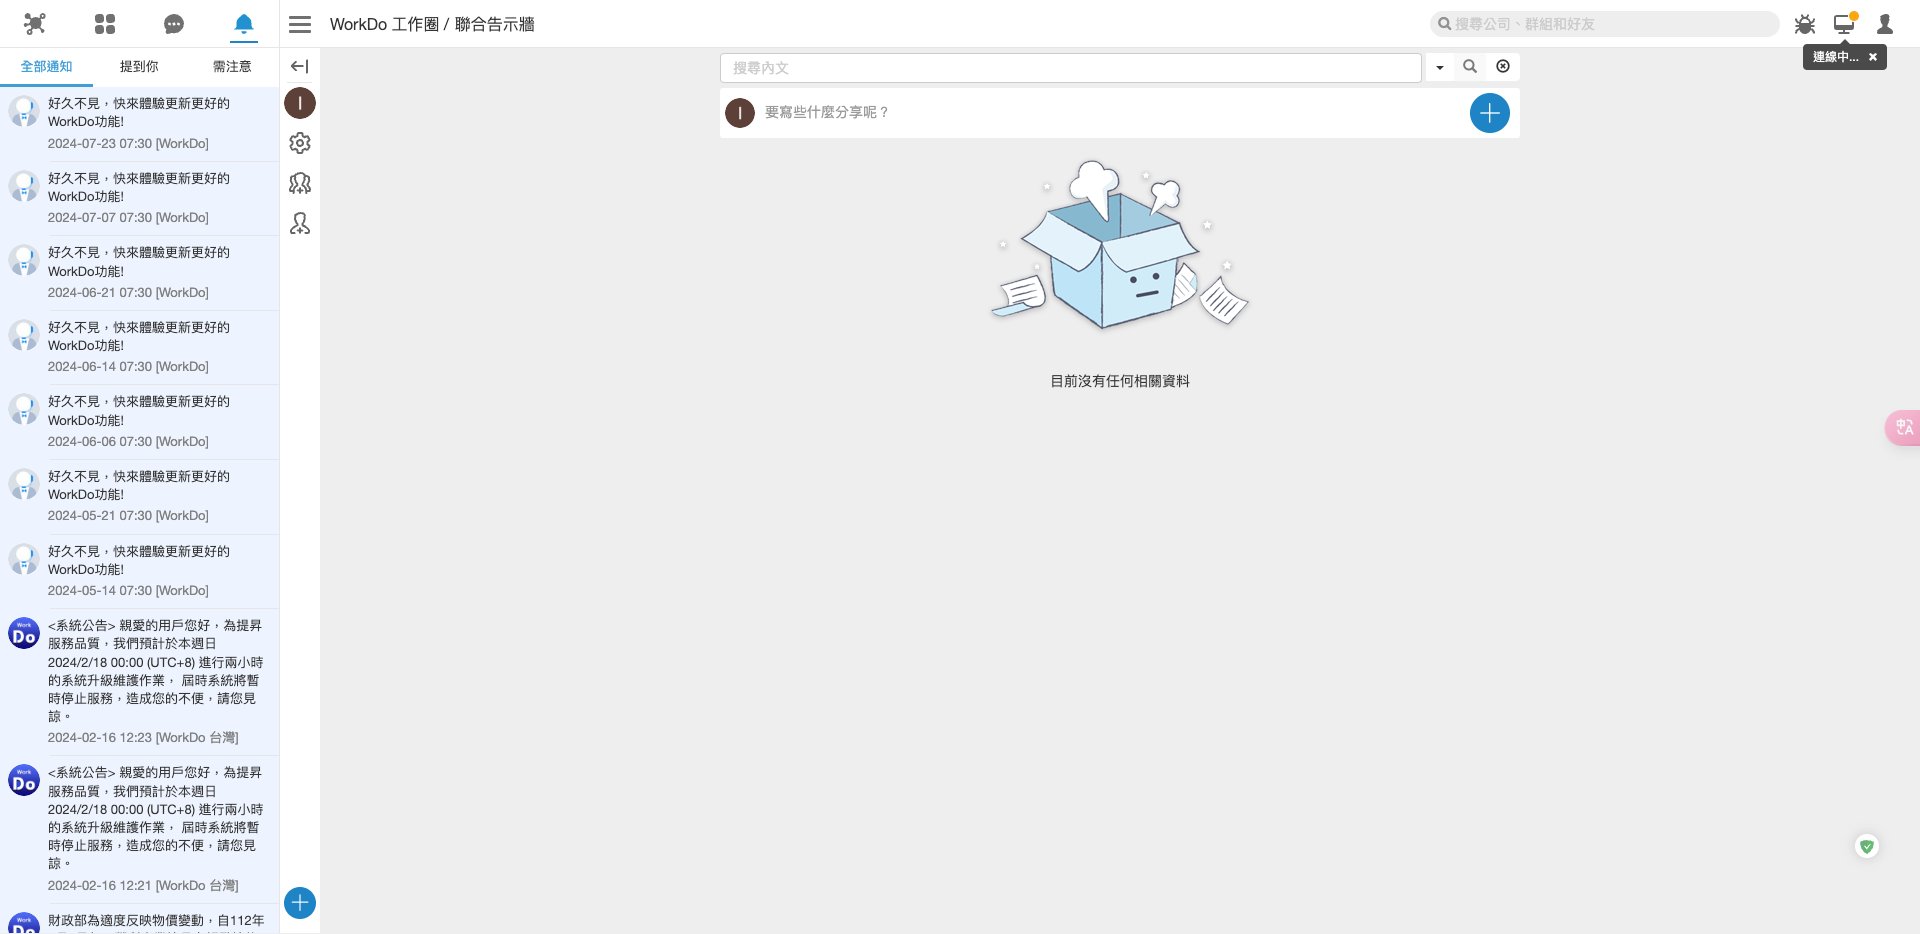 WorkDo 工作圈 / 聯合告示牆
搜尋公司、群組和好友
連線中...
全部通知
提到你
需注意
好久不見，快來體驗更新更好的
WorkDo功能!
2024-07-23 07:30 [WorkDo]
好久不見，快來體驗更新更好的
WorkDo功能!
2024-07-07 07:30 [WorkDo]
好久不見，快來體驗更新更好的
WorkDo功能!
2024-06-21 07:30 [WorkDo]
好久不見，快來體驗更新更好的
WorkDo功能!
2024-06-14 07:30 [WorkDo]
好久不見，快來體驗更新更好的
WorkDo功能!
2024-06-06 07:30 [WorkDo]
好久不見，快來體驗更新更好的
WorkDo功能!
2024-05-21 07:30 [WorkDo]
好久不見，快來體驗更新更好的
WorkDo功能!
2024-05-14 07:30 [WorkDo]
Work
Do
<系統公告> 親愛的用戶您好，為提昇
服務品質，我們預計於本週日
2024/2/18 00:00 (UTC+8) 進行兩小時
的系統升級維護作業， 屆時系統將暫
時停止服務，造成您的不便，請您見
諒。
2024-02-16 12:23 [WorkDo 台灣]
Work
Do
<系統公告> 親愛的用戶您好，為提昇
服務品質，我們預計於本週日
2024/2/18 00:00 (UTC+8) 進行兩小時
的系統升級維護作業， 屆時系統將暫
時停止服務，造成您的不便，請您見
諒。
2024-02-16 12:21 [WorkDo 台灣]
Work
Do
財政部為適度反映物價變動，自112年
I
搜尋內文
I
要寫些什麼分享呢？
目前沒有任何相關資料
中A